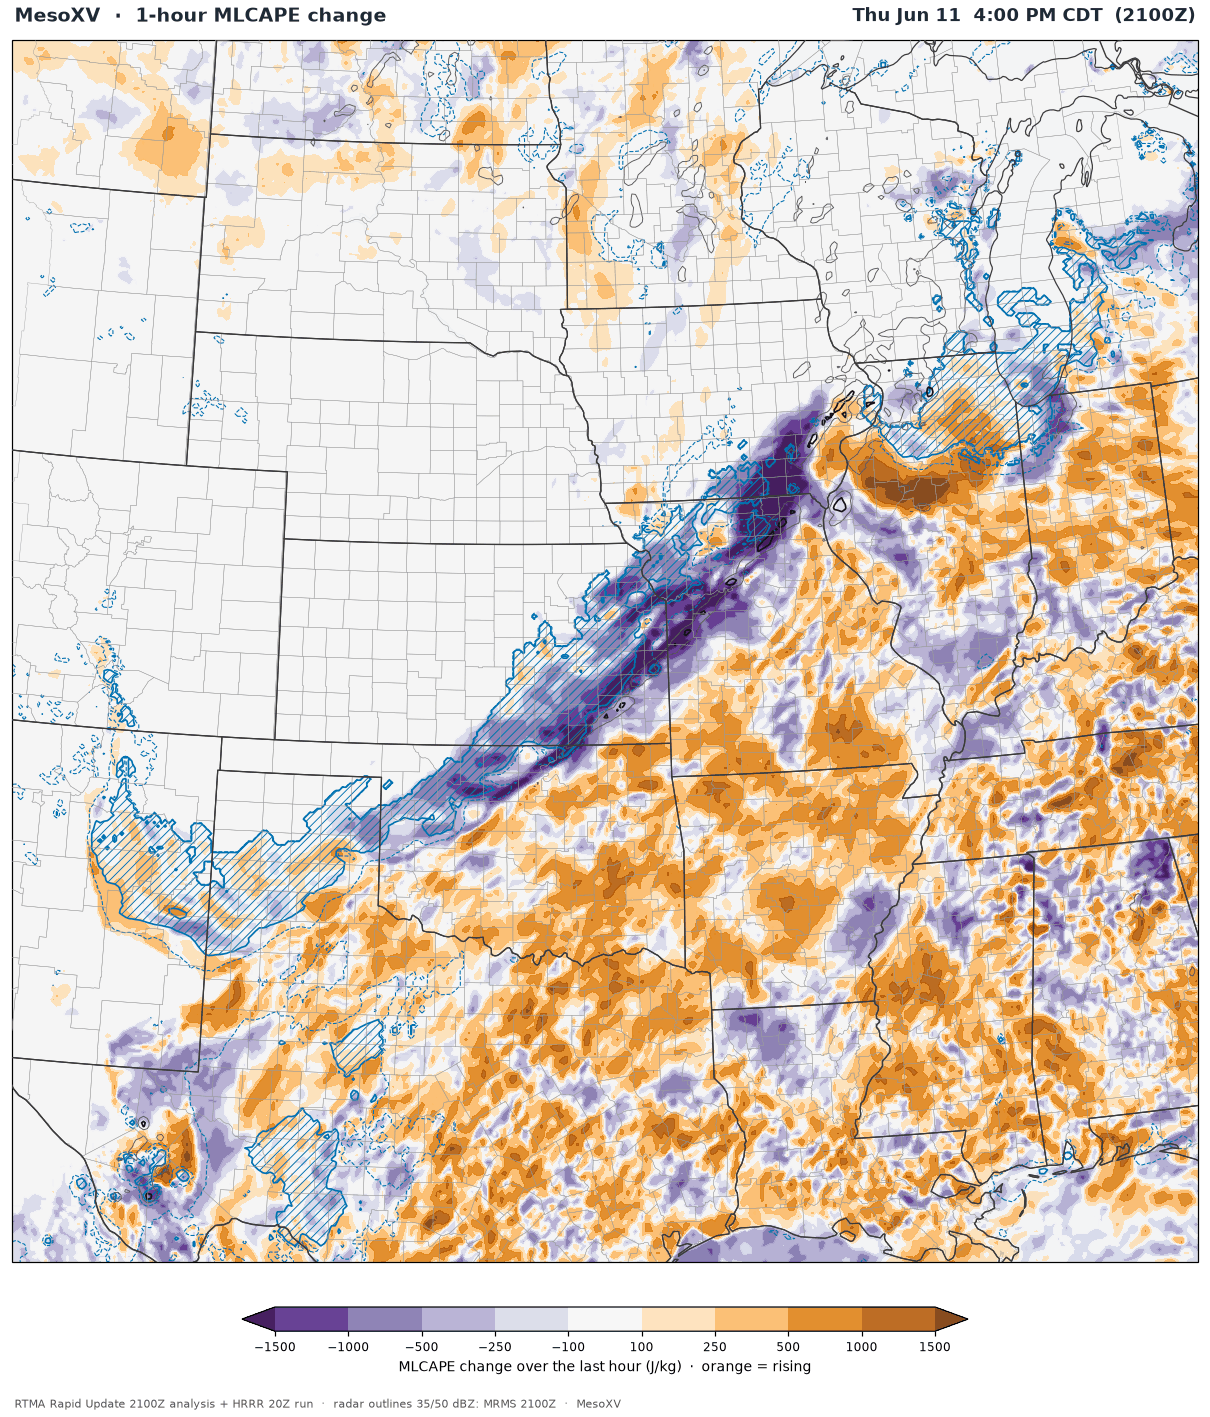 MesoXV · 1-hour MLCAPE change
Thu Jun 11 4:00 PM CDT (2100Z)
−1500 −1000 −500 −250 −100 100 250 500 1000 1500
MLCAPE change over the last hour (J/kg) · orange = rising
RTMA Rapid Update 2100Z analysis + HRRR 20Z run · radar outlines 35/50 dBZ: MRMS 2100Z · MesoXV